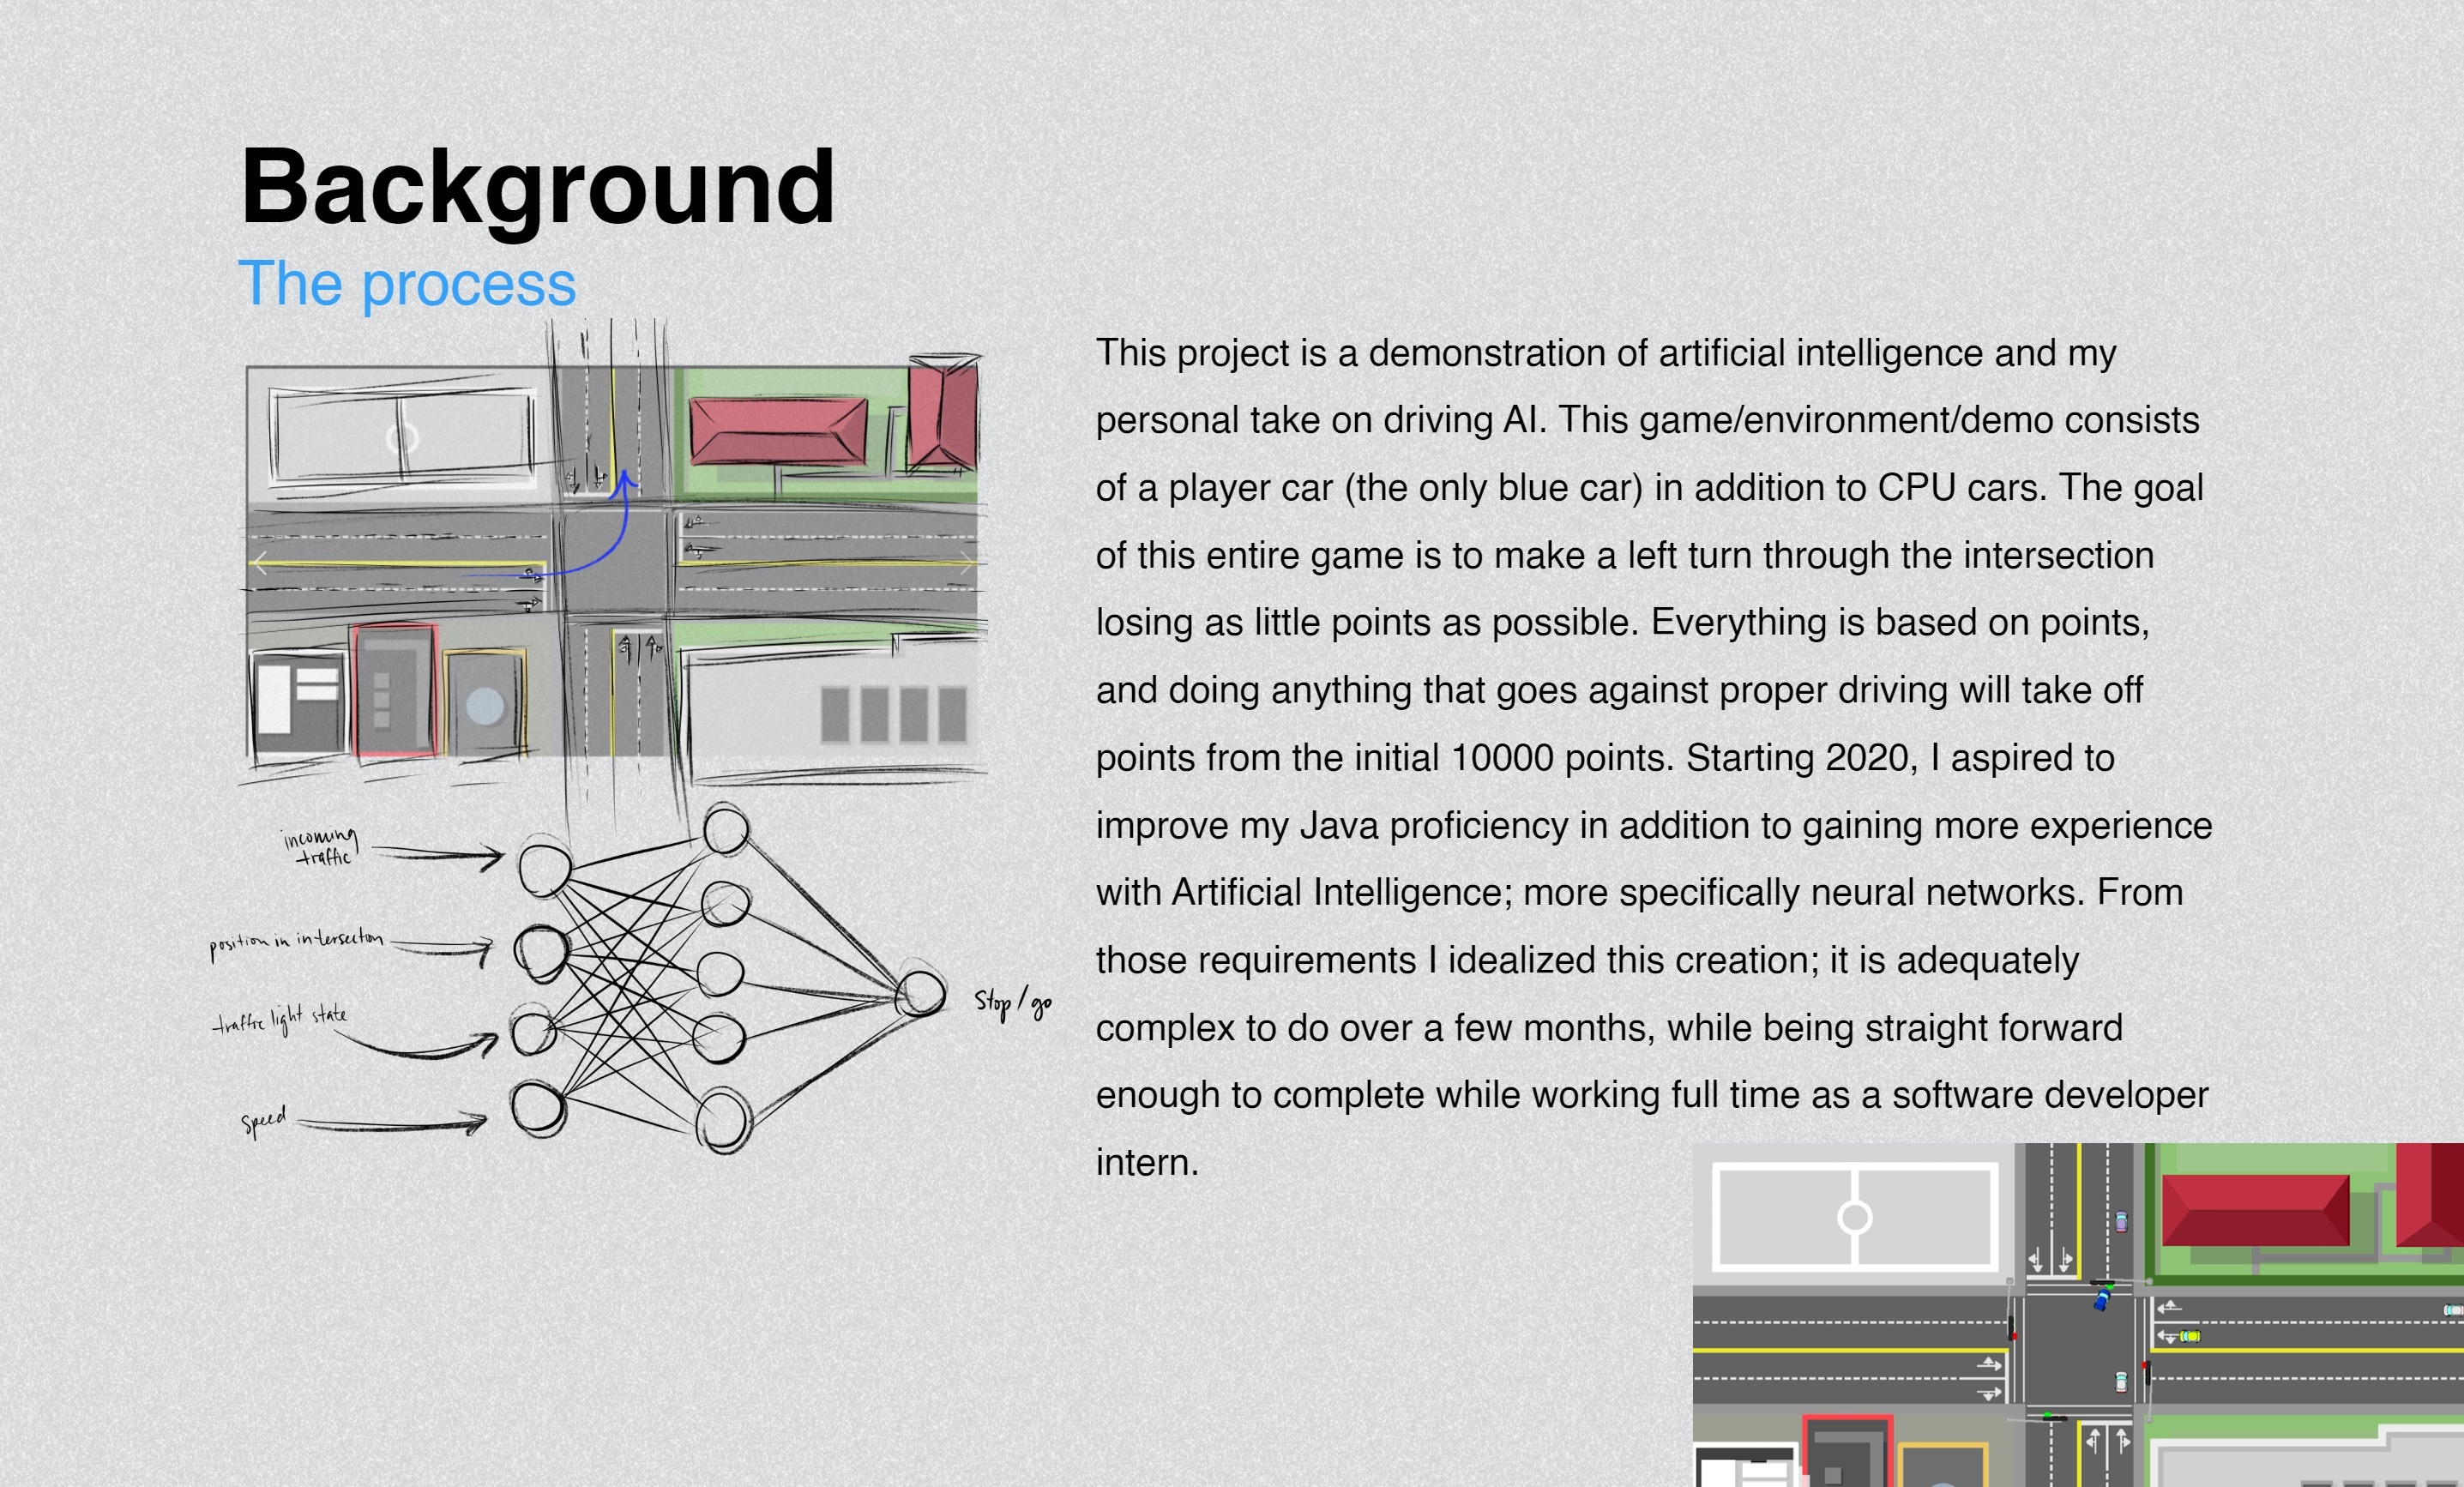 Background
The process
This project is a demonstration of artificial intelligence and my
personal take on driving AI. This game/environment/demo consists
of a player car (the only blue car) in addition to CPU cars. The goal
of this entire game is to make a left turn through the intersection
losing as little points as possible. Everything is based on points,
and doing anything that goes against proper driving will take off
points from the initial 10000 points. Starting 2020, I aspired to
improve my Java proficiency in addition to gaining more experience
with Artificial Intelligence; more specifically neural networks. From
those requirements I idealized this creation; it is adequately
complex to do over a few months, while being straight forward
enough to complete while working full time as a software developer
intern.
incoming
traffic
position in intersection
traffic light state
speed
Stop / go